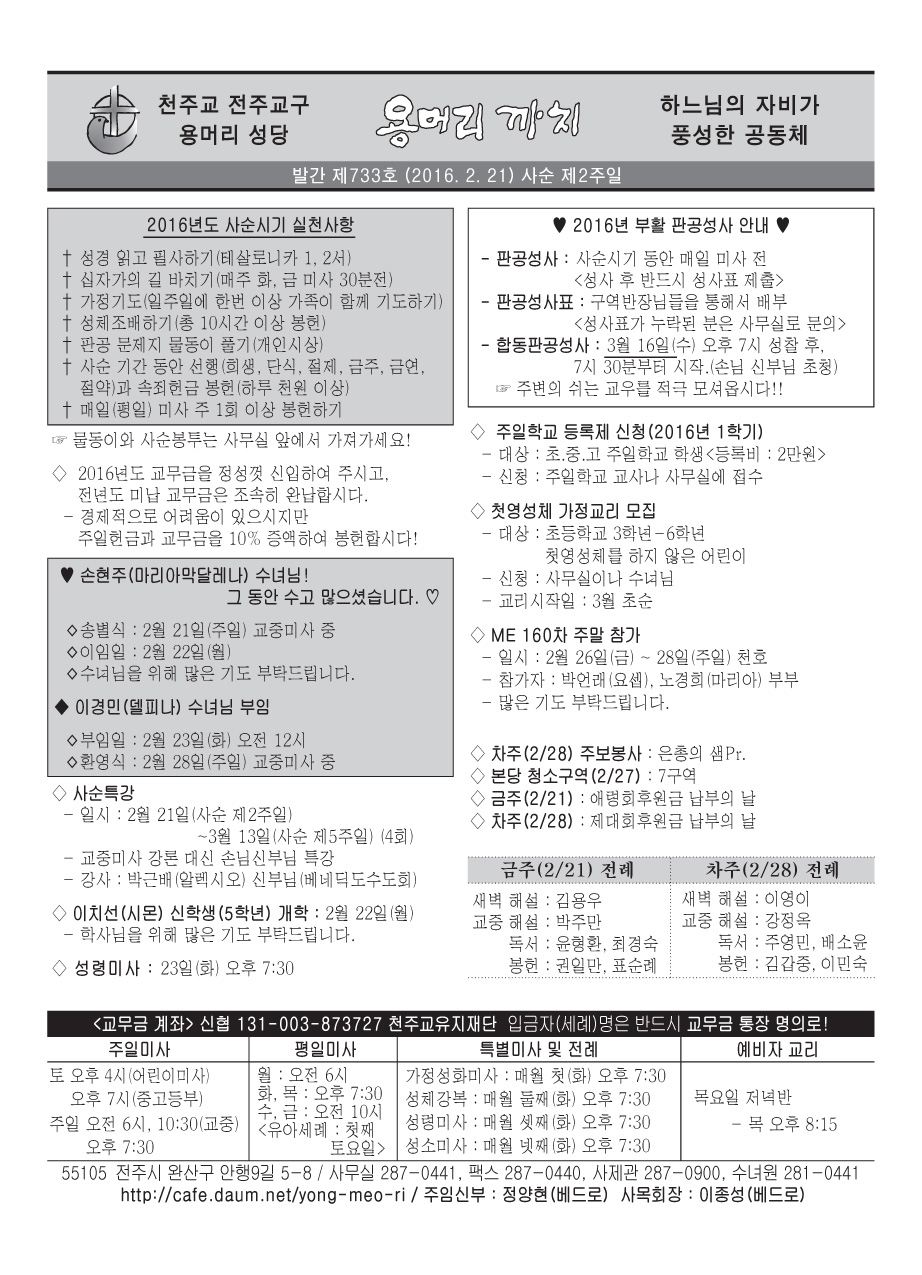 천주교 전주교구
용머리 성당
용머리 까치
하느님의 자비가
풍성한 공동체
발간 제733호 (2016. 2. 21) 사순 제2주일
2016년도 사순시기 실천사항
† 성경 읽고 필사하기(테살로니카 1, 2서)
† 십자가의 길 바치기(매주 화, 금 미사 30분전)
† 가정기도(일주일에 한번 이상 가족이 함께 기도하기)
† 성체조배하기(총 10시간 이상 봉헌)
† 판공 문제지 물동이 풀기(개인시상)
† 사순 기간 동안 선행(희생, 단식, 절제, 금주, 금연,
절약)과 속죄헌금 봉헌(하루 천원 이상)
† 매일(평일) 미사 주 1회 이상 봉헌하기
☞ 물동이와 사순봉투는 사무실 앞에서 가져가세요!
◇ 2016년도 교무금을 정성껏 신입하여 주시고,
전년도 미납 교무금은 조속히 완납합시다.
- 경제적으로 어려움이 있으시지만
주일헌금과 교무금을 10% 증액하여 봉헌합시다!
♥ 손현주(마리아막달레나) 수녀님!
그 동안 수고 많으셨습니다. ♡
◇송별식 : 2월 21일(주일) 교중미사 중
◇이임일 : 2월 22일(월)
◇수녀님을 위해 많은 기도 부탁드립니다.
◆ 이경민(델피나) 수녀님 부임
◇부임일 : 2월 23일(화) 오전 12시
◇환영식 : 2월 28일(주일) 교중미사 중
◇ 사순특강
- 일시 : 2월 21일(사순 제2주일)
~3월 13일(사순 제5주일) (4회)
- 교중미사 강론 대신 손님신부님 특강
- 강사 : 박근배(알렉시오) 신부님(베네딕도수도회)
◇ 이치선(시몬) 신학생(5학년) 개학 : 2월 22일(월)
- 학사님을 위해 많은 기도 부탁드립니다.
◇ 성령미사 : 23일(화) 오후 7:30
♥ 2016년 부활 판공성사 안내 ♥
- 판공성사 : 사순시기 동안 매일 미사 전
<성사 후 반드시 성사표 제출>
- 판공성사표 : 구역반장님들을 통해서 배부
<성사표가 누락된 분은 사무실로 문의>
- 합동판공성사 : 3월 16일(수) 오후 7시 성찰 후,
7시 30분부터 시작.(손님 신부님 초청)
☞ 주변의 쉬는 교우를 적극 모셔옵시다!!
◇ 주일학교 등록제 신청(2016년 1학기)
- 대상 : 초.중.고 주일학교 학생<등록비 : 2만원>
- 신청 : 주일학교 교사나 사무실에 접수
◇ 첫영성체 가정교리 모집
- 대상 : 초등학교 3학년-6학년
첫영성체를 하지 않은 어린이
- 신청 : 사무실이나 수녀님
- 교리시작일 : 3월 초순
◇ ME 160차 주말 참가
- 일시 : 2월 26일(금) ~ 28일(주일) 천호
- 참가자 : 박언래(요셉), 노경희(마리아) 부부
- 많은 기도 부탁드립니다.
◇ 차주(2/28) 주보봉사 : 은총의 샘Pr.
◇ 본당 청소구역(2/27) : 7구역
◇ 금주(2/21) : 애령회후원금 납부의 날
◇ 차주(2/28) : 제대회후원금 납부의 날
금주(2/21) 전례
새벽 해설 : 김용우
교중 해설 : 박주만
독서 : 윤형환, 최경숙
봉헌 : 권일만, 표순례
차주(2/28) 전례
새벽 해설 : 이영이
교중 해설 : 강정옥
독서 : 주영민, 배소윤
봉헌 : 김갑중, 이민숙
<교무금 계좌> 신협 131-003-873727 천주교유지재단 입금자(세례)명은 반드시 교무금 통장 명의로!
주일미사
토 오후 4시(어린이미사)
오후 7시(중고등부)
주일 오전 6시, 10:30(교중)
오후 7:30
평일미사
월 : 오전 6시
화, 목 : 오후 7:30
수, 금 : 오전 10시
<유아세례 : 첫째
토요일>
특별미사 및 전례
가정성화미사 : 매월 첫(화) 오후 7:30
성체강복 : 매월 둘째(화) 오후 7:30
성령미사 : 매월 셋째(화) 오후 7:30
성소미사 : 매월 넷째(화) 오후 7:30
예비자 교리
목요일 저녁반
- 목 오후 8:15
55105 전주시 완산구 안행9길 5-8 / 사무실 287-0441, 팩스 287-0440, 사제관 287-0900, 수녀원 281-0441
http://cafe.daum.net/yong-meo-ri / 주임신부 : 정양현(베드로) 사목회장 : 이종성(베드로)